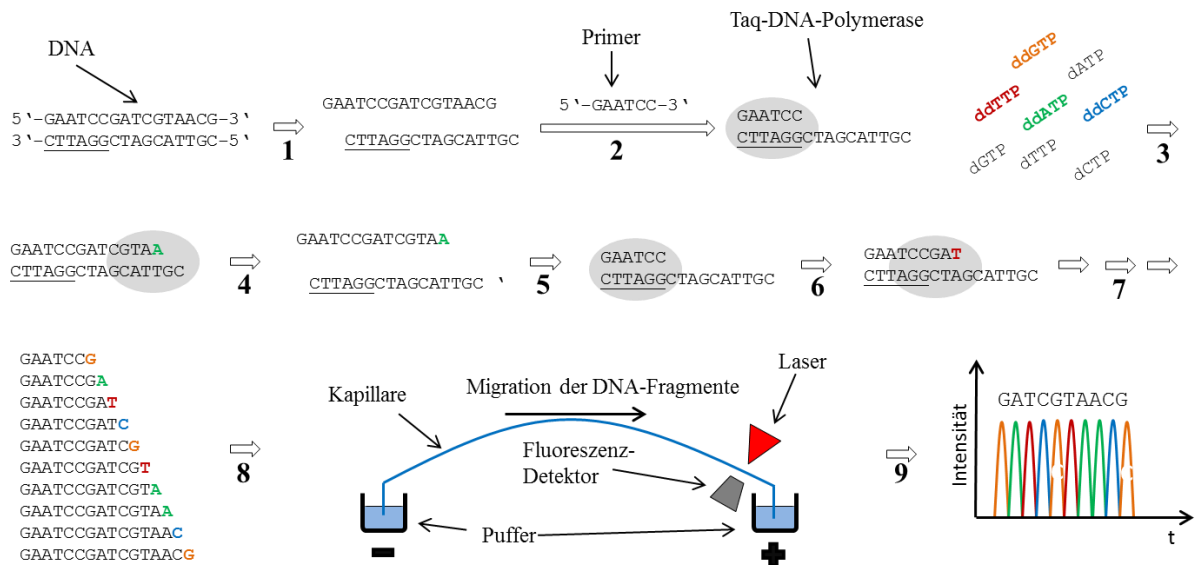 DNA
5‘-GAATCCGATCGTAACG-3‘
3‘-CTTAGGCTAGCATTGC-5‘
1
GAATCCGATCGTAACG
CTTAGGCTAGCATTGC
Primer
5‘-GAATCC-3‘
2
Taq-DNA-Polymerase
GAATCC
CTTAGGCTAGCATTGC
ddGTP
dATP
ddTTP
ddATP
ddCTP
dGTP
dTTP
dCTP
3
GAATCCGATCGTAA
CTTAGGCTAGCATTGC
4
GAATCCGATCGTAA
CTTAGGCTAGCATTGC ‘
5
GAATCC
CTTAGGCTAGCATTGC
6
GAATCCGAT
CTTAGGCTAGCATTGC
7
GAATCCG
GAATCCGA
GAATCCGAT
GAATCCGATC
GAATCCGATCG
GAATCCGATCGT
GAATCCGATCGTA
GAATCCGATCGTAA
GAATCCGATCGTAAC
GAATCCGATCGTAACG
8
Kapillare
Migration der DNA-Fragmente
Laser
Fluoreszenz-
Detektor
Puffer
-
+
9
Intensität
GATCGTAACG
C
C
t